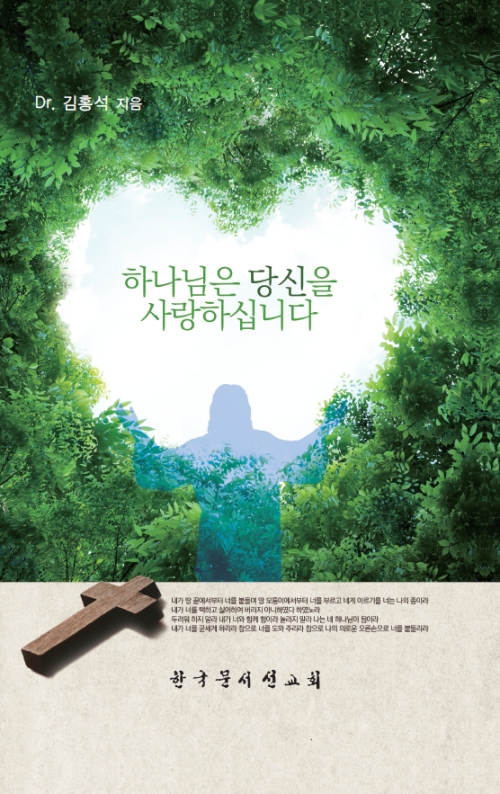 Dr. 김홍석 지음
하나님은 당신을
사랑하십니다
내가 땅 끝에서부터 너를 붙들며 땅 모퉁이에서부터 너를 부르고 네게 이르기를 너는 나의 종이라
내가 너를 택하고 싫어하여 버리지 아니하였다 하였노라
두려워 하지 말라 내가 너와 함께 함이라 놀라지 말라 나는 네 하나님이 됨이라
내가 너를 굳세게 하리라 참으로 너를 도와 주리라 참으로 나의 의로운 오른손으로 너를 붙들리라
한국문서선교회